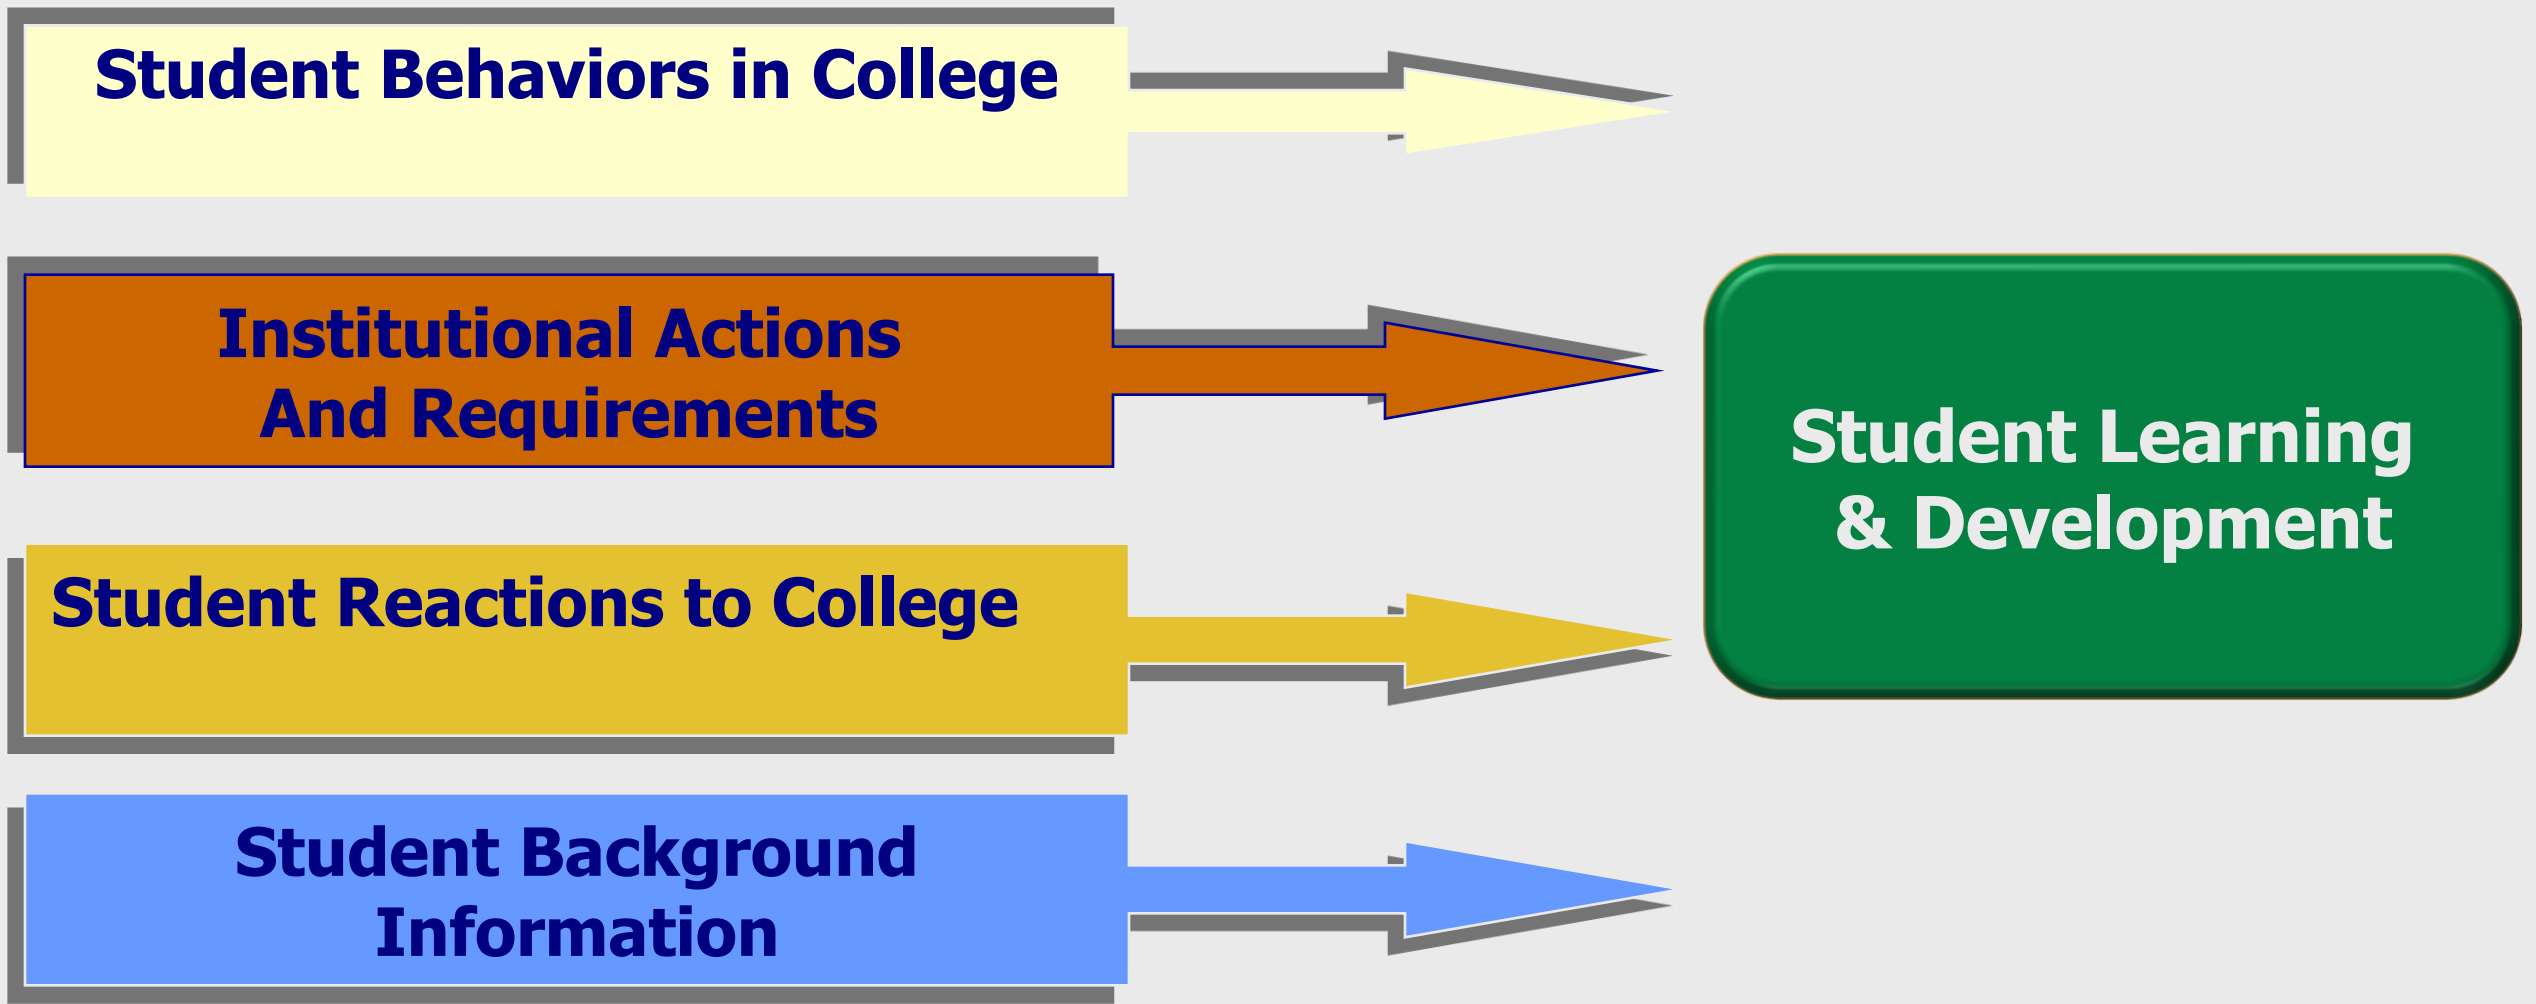 Student Behaviors in College
Institutional Actions
And Requirements
Student Reactions to College
Student Background
Information
Student Learning
& Development